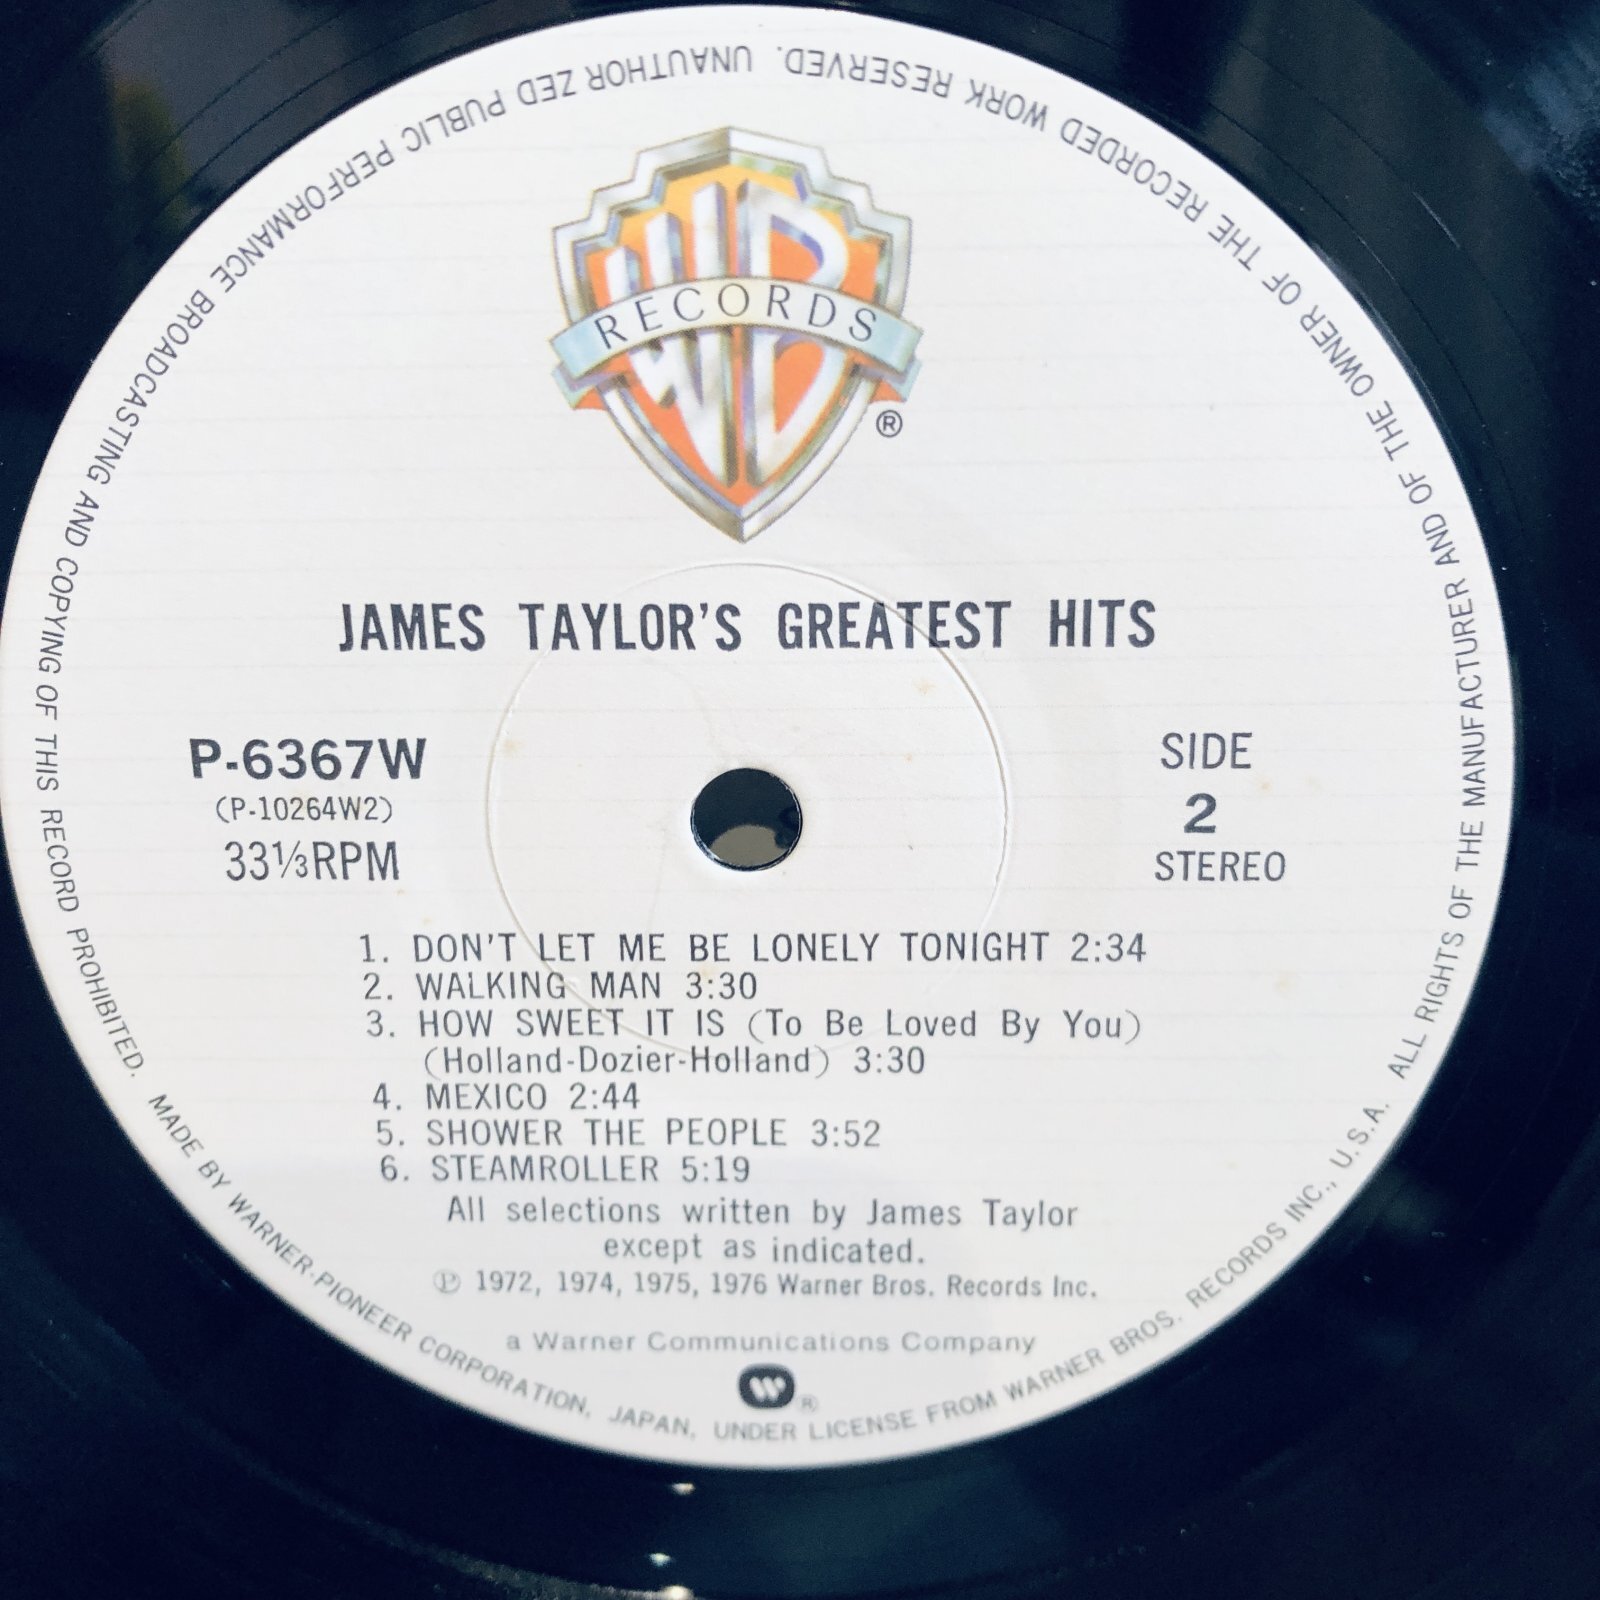 WB
RECORDS
®
JAMES TAYLOR'S GREATEST HITS
P-6367W
(P-10264W2)
33⅓RPM
SIDE
2
STEREO
1. DON'T LET ME BE LONELY TONIGHT 2:34
2. WALKING MAN 3:30
3. HOW SWEET IT IS (To Be Loved By You)
(Holland-Dozier-Holland) 3:30
4. MEXICO 2:44
5. SHOWER THE PEOPLE 3:52
6. STEAMROLLER 5:19
All selections written by James Taylor
except as indicated.
℗ 1972, 1974, 1975, 1976 Warner Bros. Records Inc.
a Warner Communications Company
W ®
MADE BY WARNER-PIONEER CORPORATION, JAPAN, UNDER LICENSE FROM WARNER BROS. RECORDS INC., U.S.A. ALL RIGHTS OF THE MANUFACTURER AND OF THE OWNER OF THE RECORDED WORK RESERVED. UNAUTHOR ZED PUBLIC PERFORMANCE BROADCASTING AND COPYING OF THIS RECORD PROHIBITED.